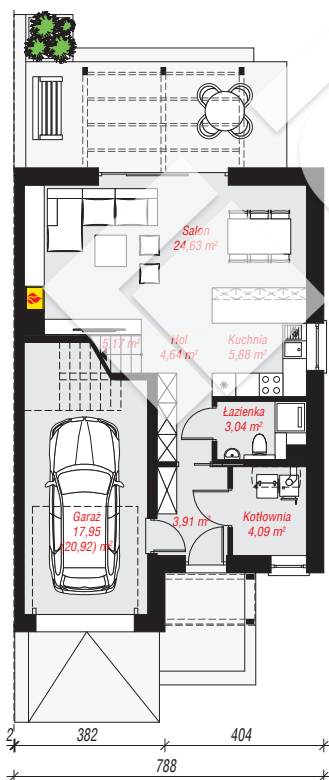 Salon
24,63 m²
5,17 m²
Hol
4,64 m²
Kuchnia
5,88 m²
Łazienka
3,04 m²
Garaż
17,95
(20,92) m²
3,91 m²
Kotłownia
4,09 m²
2 382 404
788